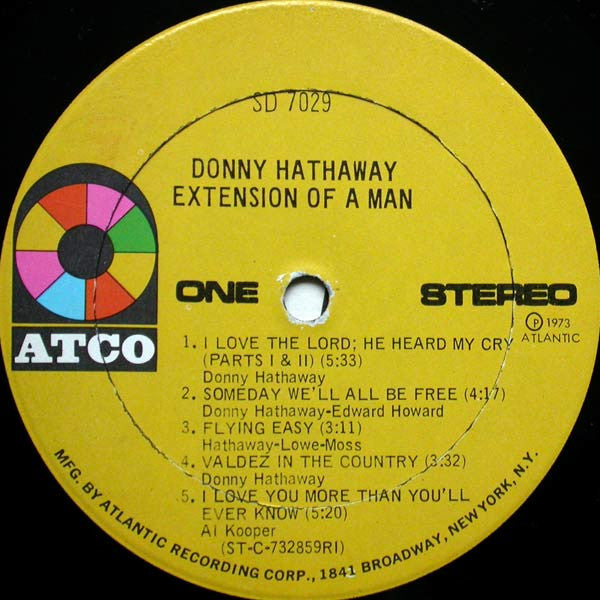 SD 7029
DONNY HATHAWAY
EXTENSION OF A MAN
ATCO
ONE
STEREO
℗ 1973
ATLANTIC
1. I LOVE THE LORD; HE HEARD MY CRY
(PARTS I & II) (5:33)
Donny Hathaway
2. SOMEDAY WE'LL ALL BE FREE (4:17)
Donny Hathaway-Edward Howard
3. FLYING EASY (3:11)
Hathaway-Lowe-Moss
4. VALDEZ IN THE COUNTRY (3:32)
Donny Hathaway
5. I LOVE YOU MORE THAN YOU'LL
EVER KNOW (5:20)
Al Kooper
(ST-C-732859RI)
MFG. BY ATLANTIC RECORDING CORP., 1841 BROADWAY, NEW YORK, N.Y.